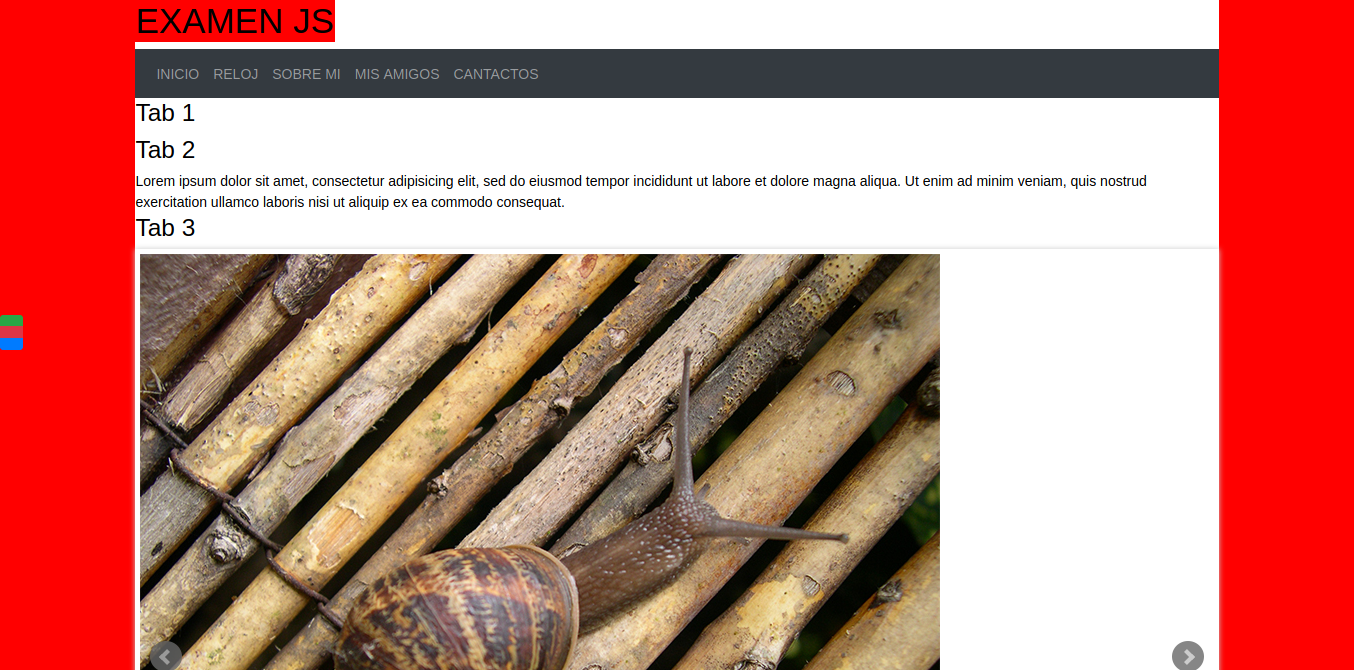 EXAMEN JS
INICIO RELOJ SOBRE MI MIS AMIGOS CANTACTOS
Tab 1
Tab 2
Lorem ipsum dolor sit amet, consectetur adipisicing elit, sed do eiusmod tempor incididunt ut labore et dolore magna aliqua. Ut enim ad minim veniam, quis nostrud
exercitation ullamco laboris nisi ut aliquip ex ea commodo consequat.
Tab 3